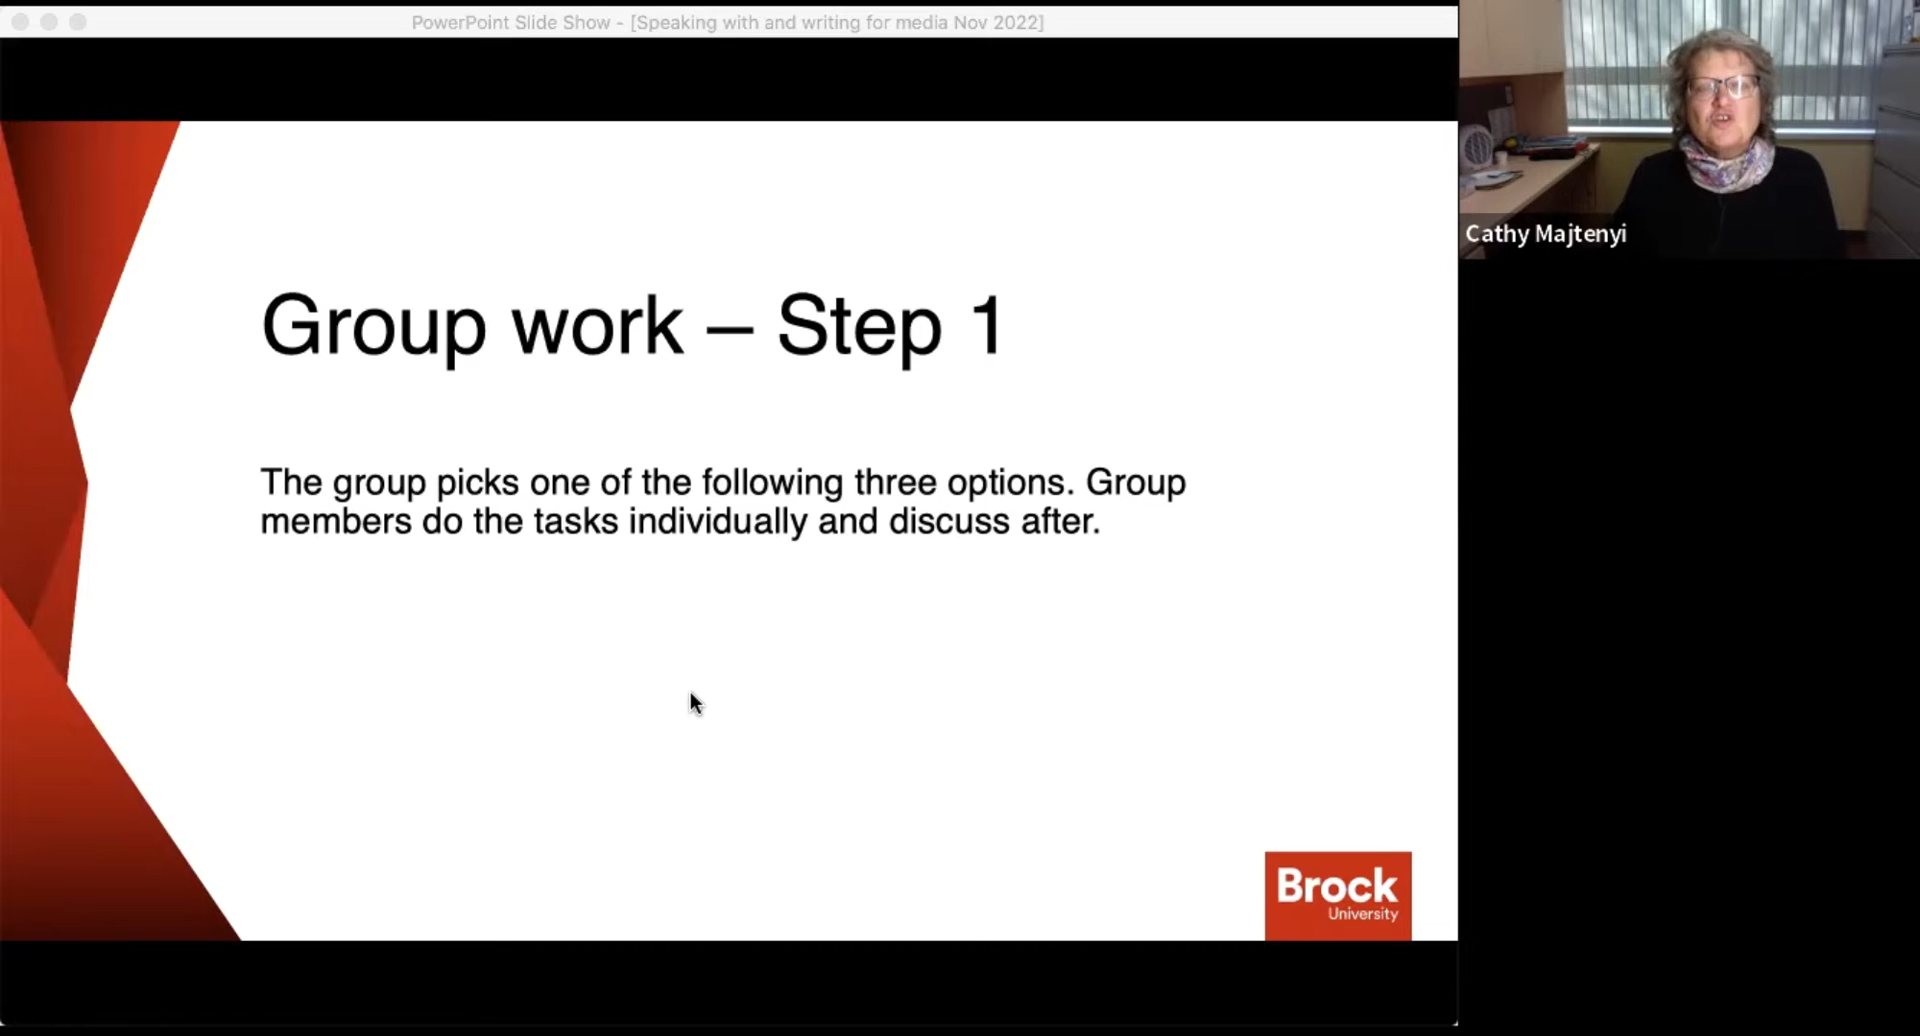 PowerPoint Slide Show - [Speaking with and writing for media Nov 2022]
Cathy Majtenyi
Group work – Step 1
The group picks one of the following three options. Group
members do the tasks individually and discuss after.
Brock
University